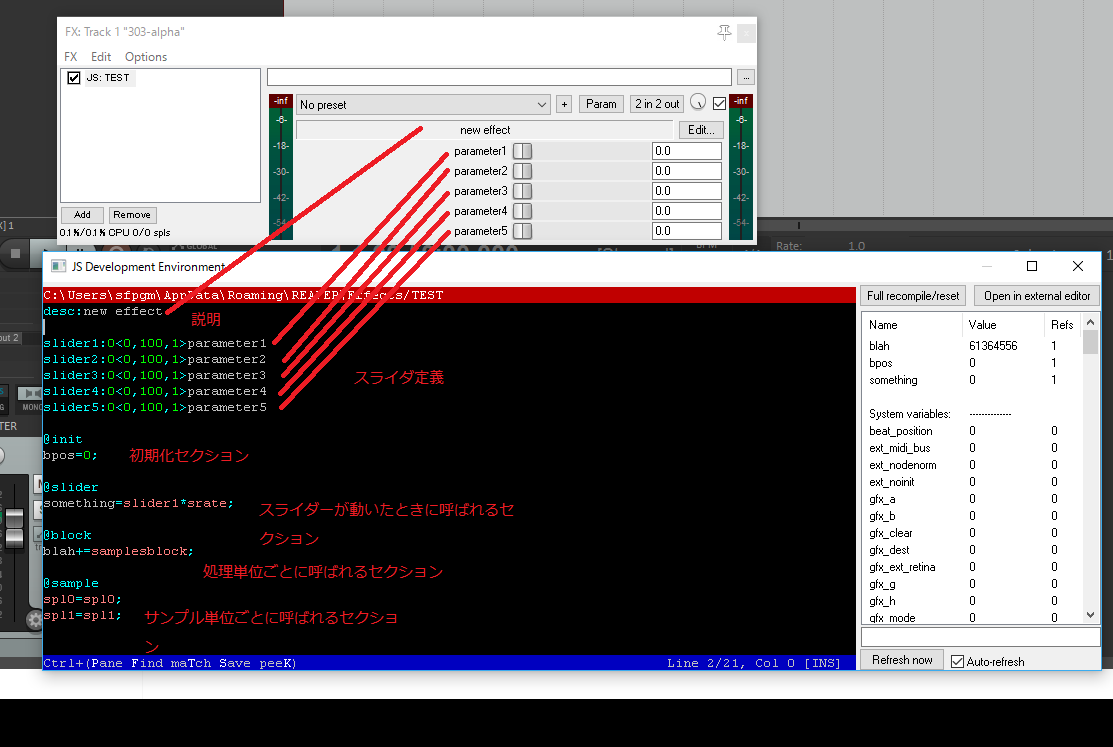 FX: Track 1 "303-alpha"
FX Edit Options
JS: TEST
...
-inf
No preset
+
Param
2 in 2 out
-inf
-6-
-18-
-30-
-42-
-54-
new effect
Edit...
parameter1 0.0
parameter2 0.0
parameter3 0.0
parameter4 0.0
parameter5 0.0
-6-
-18-
-30-
-42-
-54-
Add Remove
0.1%/0.1% CPU 0/0 spls
GLOBAL
Rate: 1.0
JS Development Environment
C:\Users\sfpgm\AppData\Roaming\REAPER\Effects/TEST
desc:new effect
説明
slider1:0<0,100,1>parameter1
slider2:0<0,100,1>parameter2
slider3:0<0,100,1>parameter3
slider4:0<0,100,1>parameter4
slider5:0<0,100,1>parameter5
スライダ定義
@init
bpos=0;
初期化セクション
@slider
something=slider1*srate;
スライダーが動いたときに呼ばれるセ
クション
@block
blah+=samplesblock;
処理単位ごとに呼ばれるセクション
@sample
spl0=spl0;
spl1=spl1;
サンプル単位ごとに呼ばれるセクショ
ン
Ctrl+(Pane Find maTch Save peeK)
Line 2/21, Col 0 [INS]
Full recompile/reset Open in external editor
Name Value Refs
blah 61364556 1
bpos 0 1
something 0 1
System variables: --------------
beat_position 0 0
ext_midi_bus 0 0
ext_nodenorm 0 0
ext_noinit 0 0
gfx_a 0 0
gfx_b 0 0
gfx_clear 0 0
gfx_dest 0 0
gfx_ext_retina 0 0
gfx_g 0 0
gfx_h 0 0
gfx_mode 0 0
Refresh now
Auto-refresh